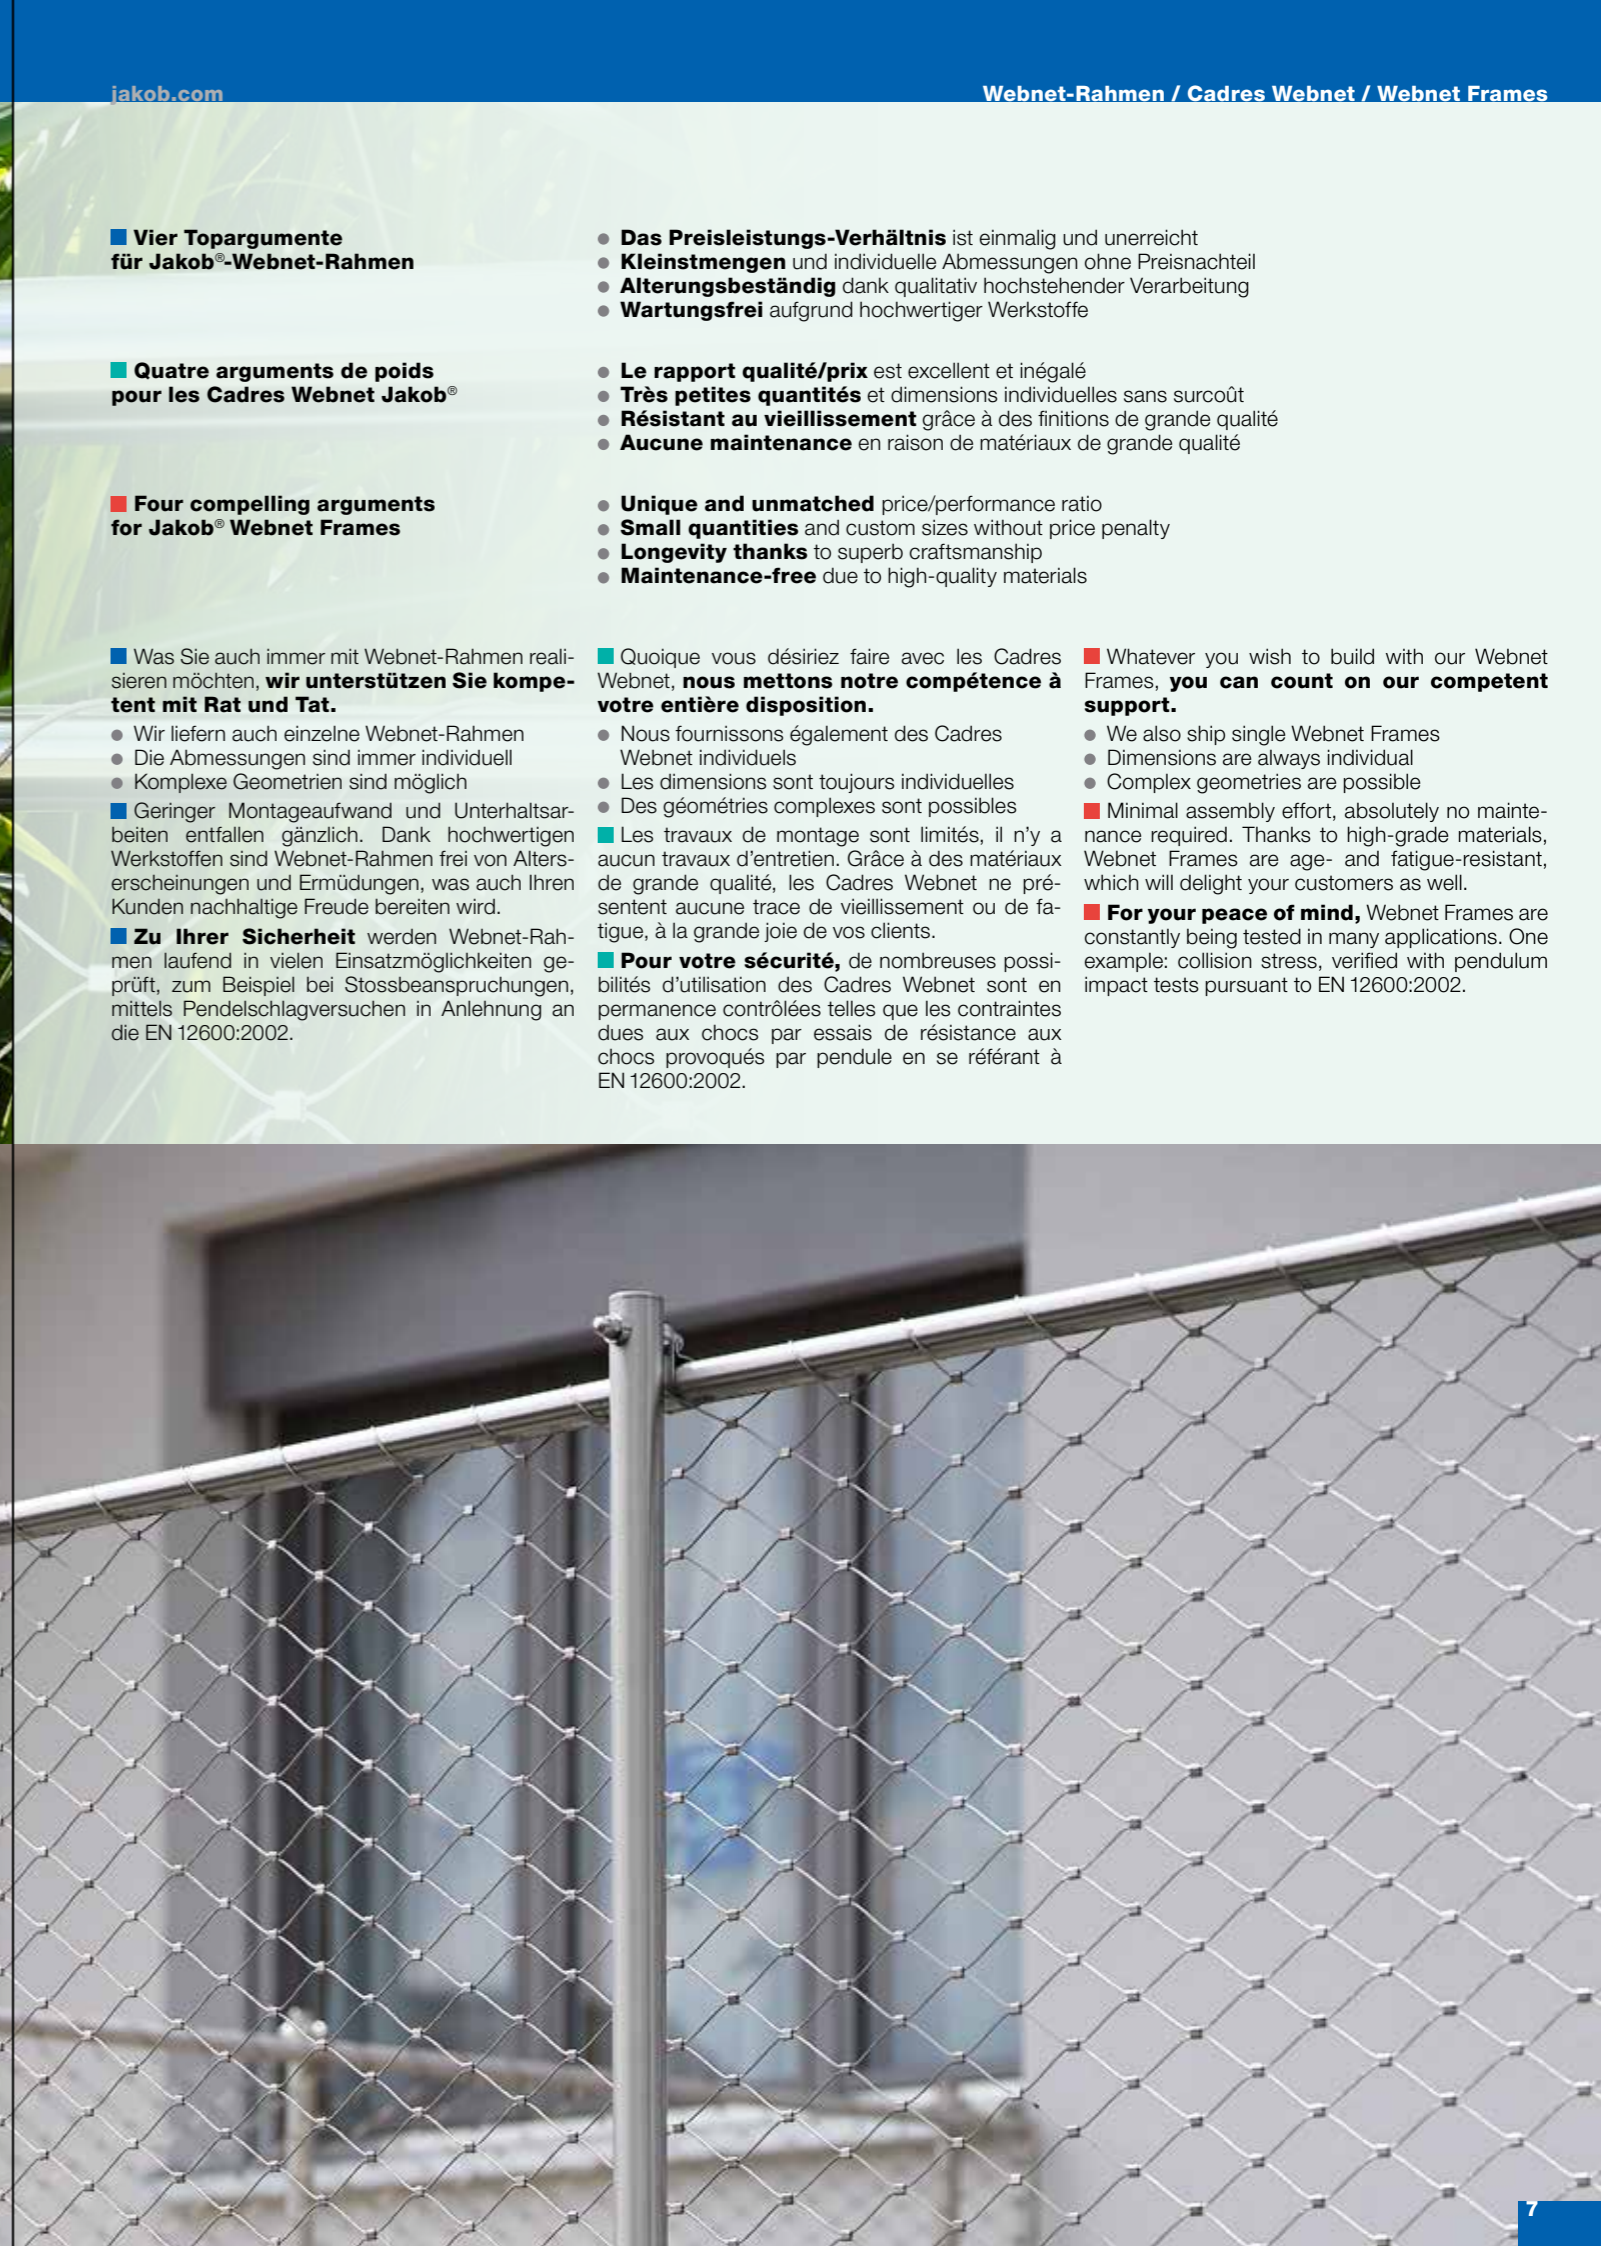 jakob.com
Webnet-Rahmen / Cadres Webnet / Webnet Frames
Vier Topargumente
für Jakob®-Webnet-Rahmen
Das Preisleistungs-Verhältnis ist einmalig und unerreicht
Kleinstmengen und individuelle Abmessungen ohne Preisnachteil
Alterungsbeständig dank qualitativ hochstehender Verarbeitung
Wartungsfrei aufgrund hochwertiger Werkstoffe
Quatre arguments de poids
pour les Cadres Webnet Jakob®
Le rapport qualité/prix est excellent et inégalé
Très petites quantités et dimensions individuelles sans surcoût
Résistant au vieillissement grâce à des finitions de grande qualité
Aucune maintenance en raison de matériaux de grande qualité
Four compelling arguments
for Jakob® Webnet Frames
Unique and unmatched price/performance ratio
Small quantities and custom sizes without price penalty
Longevity thanks to superb craftsmanship
Maintenance-free due to high-quality materials
Was Sie auch immer mit Webnet-Rahmen reali-
sieren möchten, wir unterstützen Sie kompe-
tent mit Rat und Tat.
Wir liefern auch einzelne Webnet-Rahmen
Die Abmessungen sind immer individuell
Komplexe Geometrien sind möglich
Geringer Montageaufwand und Unterhaltsar-
beiten entfallen gänzlich. Dank hochwertigen
Werkstoffen sind Webnet-Rahmen frei von Alters-
erscheinungen und Ermüdungen, was auch Ihren
Kunden nachhaltige Freude bereiten wird.
Zu Ihrer Sicherheit werden Webnet-Rah-
men laufend in vielen Einsatzmöglichkeiten ge-
prüft, zum Beispiel bei Stossbeanspruchungen,
mittels Pendelschlagversuchen in Anlehnung an
die EN 12600:2002.
Quoique vous désiriez faire avec les Cadres
Webnet, nous mettons notre compétence à
votre entière disposition.
Nous fournissons également des Cadres
Webnet individuels
Les dimensions sont toujours individuelles
Des géométries complexes sont possibles
Les travaux de montage sont limités, il n'y a
aucun travaux d'entretien. Grâce à des matériaux
de grande qualité, les Cadres Webnet ne pré-
sentent aucune trace de vieillissement ou de fa-
tigue, à la grande joie de vos clients.
Pour votre sécurité, de nombreuses possi-
bilités d'utilisation des Cadres Webnet sont en
permanence contrôlées telles que les contraintes
dues aux chocs par essais de résistance aux
chocs provoqués par pendule en se référant à
EN 12600:2002.
Whatever you wish to build with our Webnet
Frames, you can count on our competent
support.
We also ship single Webnet Frames
Dimensions are always individual
Complex geometries are possible
Minimal assembly effort, absolutely no mainte-
nance required. Thanks to high-grade materials,
Webnet Frames are age- and fatigue-resistant,
which will delight your customers as well.
For your peace of mind, Webnet Frames are
constantly being tested in many applications. One
example: collision stress, verified with pendulum
impact tests pursuant to EN 12600:2002.
7